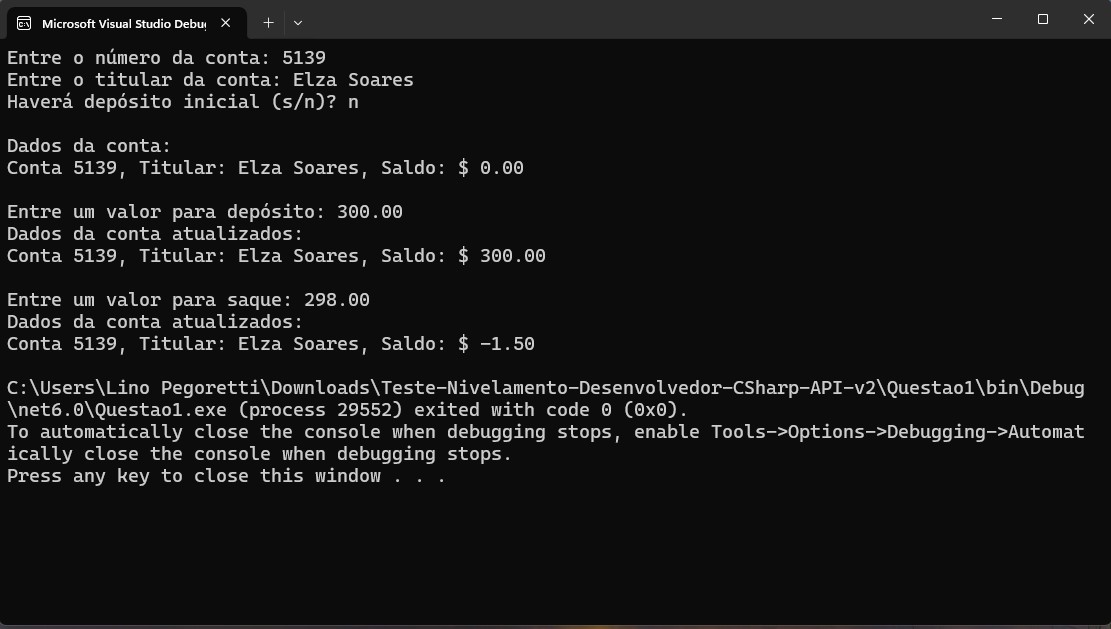 Microsoft Visual Studio Debu
Entre o número da conta: 5139
Entre o titular da conta: Elza Soares
Haverá depósito inicial (s/n)? n
Dados da conta:
Conta 5139, Titular: Elza Soares, Saldo: $ 0.00
Entre um valor para depósito: 300.00
Dados da conta atualizados:
Conta 5139, Titular: Elza Soares, Saldo: $ 300.00
Entre um valor para saque: 298.00
Dados da conta atualizados:
Conta 5139, Titular: Elza Soares, Saldo: $ -1.50
C:\Users\Lino Pegoretti\Downloads\Teste-Nivelamento-Desenvolvedor-CSharp-API-v2\Questao1\bin\Debug
\net6.0\Questao1.exe (process 29552) exited with code 0 (0x0).
To automatically close the console when debugging stops, enable Tools->Options->Debugging->Automat
ically close the console when debugging stops.
Press any key to close this window . . .